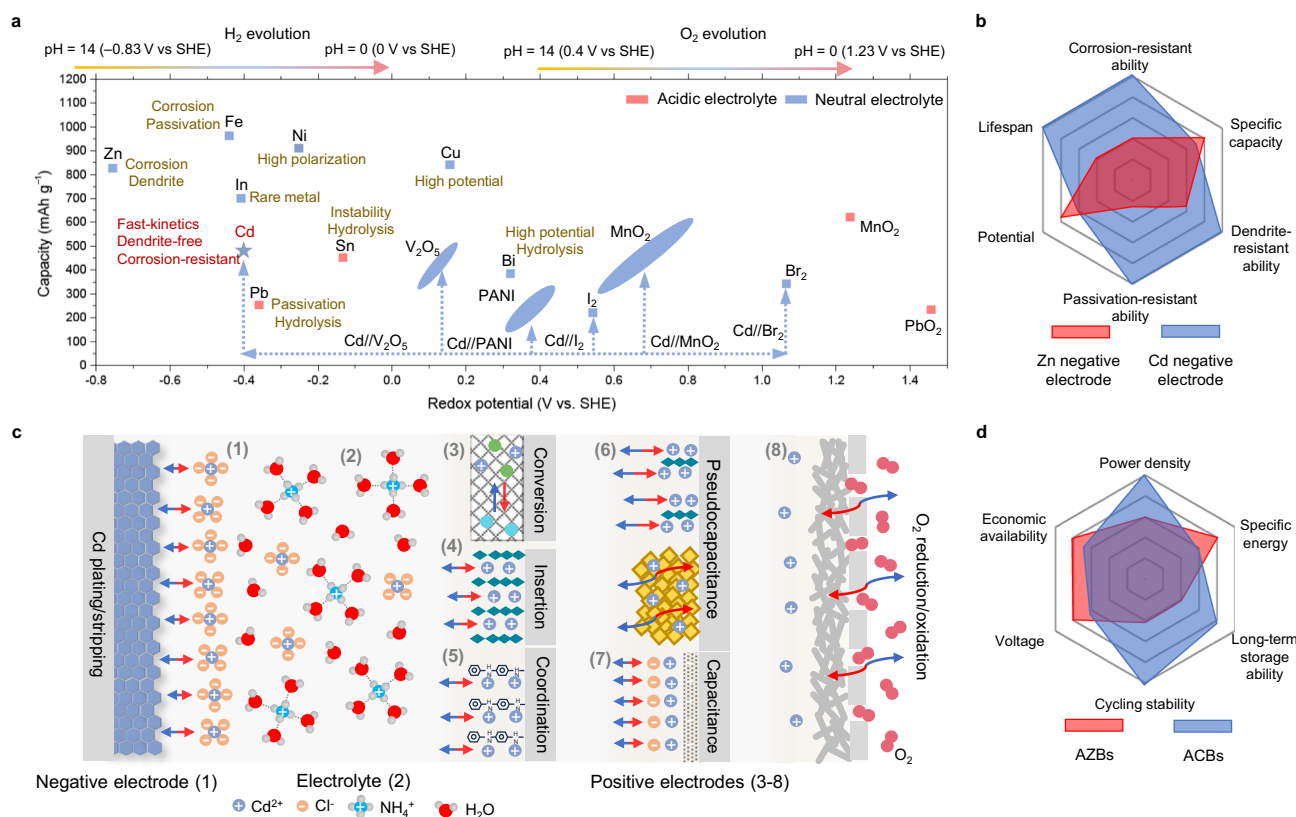 a
H₂ evolution
O₂ evolution
pH = 14 (–0.83 V vs SHE)
pH = 0 (0 V vs SHE)
pH = 14 (0.4 V vs SHE)
pH = 0 (1.23 V vs SHE)
1200
1100
1000
900
800
700
600
500
400
300
200
100
0
Capacity (mAh g⁻¹)
Acidic electrolyte
Neutral electrolyte
Corrosion
Passivation
Fe
Ni
High polarization
Cu
High potential
Zn
Corrosion
Dendrite
In
Rare metal
Fast-kinetics
Dendrite-free
Corrosion-resistant
Cd
Instability
Hydrolysis
Sn
V₂O₅
High potential
Hydrolysis
Bi
MnO₂
MnO₂
Pb
Passivation
Hydrolysis
PANI
I₂
Br₂
PbO₂
Cd//V₂O₅
Cd//PANI
Cd//I₂
Cd//MnO₂
Cd//Br₂
-0.8
-0.6
-0.4
-0.2
0.0
0.2
0.4
0.6
0.8
1.0
1.2
1.4
Redox potential (V vs. SHE)
b
Corrosion-resistant
ability
Lifespan
Specific
capacity
Potential
Dendrite-
resistant
ability
Passivation-resistant
ability
Zn negative
electrode
Cd negative
electrode
c
Cd plating/stripping
(1)
(2)
(3)
Conversion
(4)
Insertion
(5)
H
N
H
N
H
N
H
N
H
N
H
N
Coordination
(6)
Pseudocapacitance
(7)
Capacitance
(8)
O₂ reduction/oxidation
O₂
Negative electrode (1)
Electrolyte (2)
Positive electrodes (3-8)
Cd²⁺
Cl⁻
NH₄⁺
H₂O
d
Power density
Economic
availability
Specific
energy
Voltage
Long-term
storage
ability
Cycling stability
AZBs
ACBs